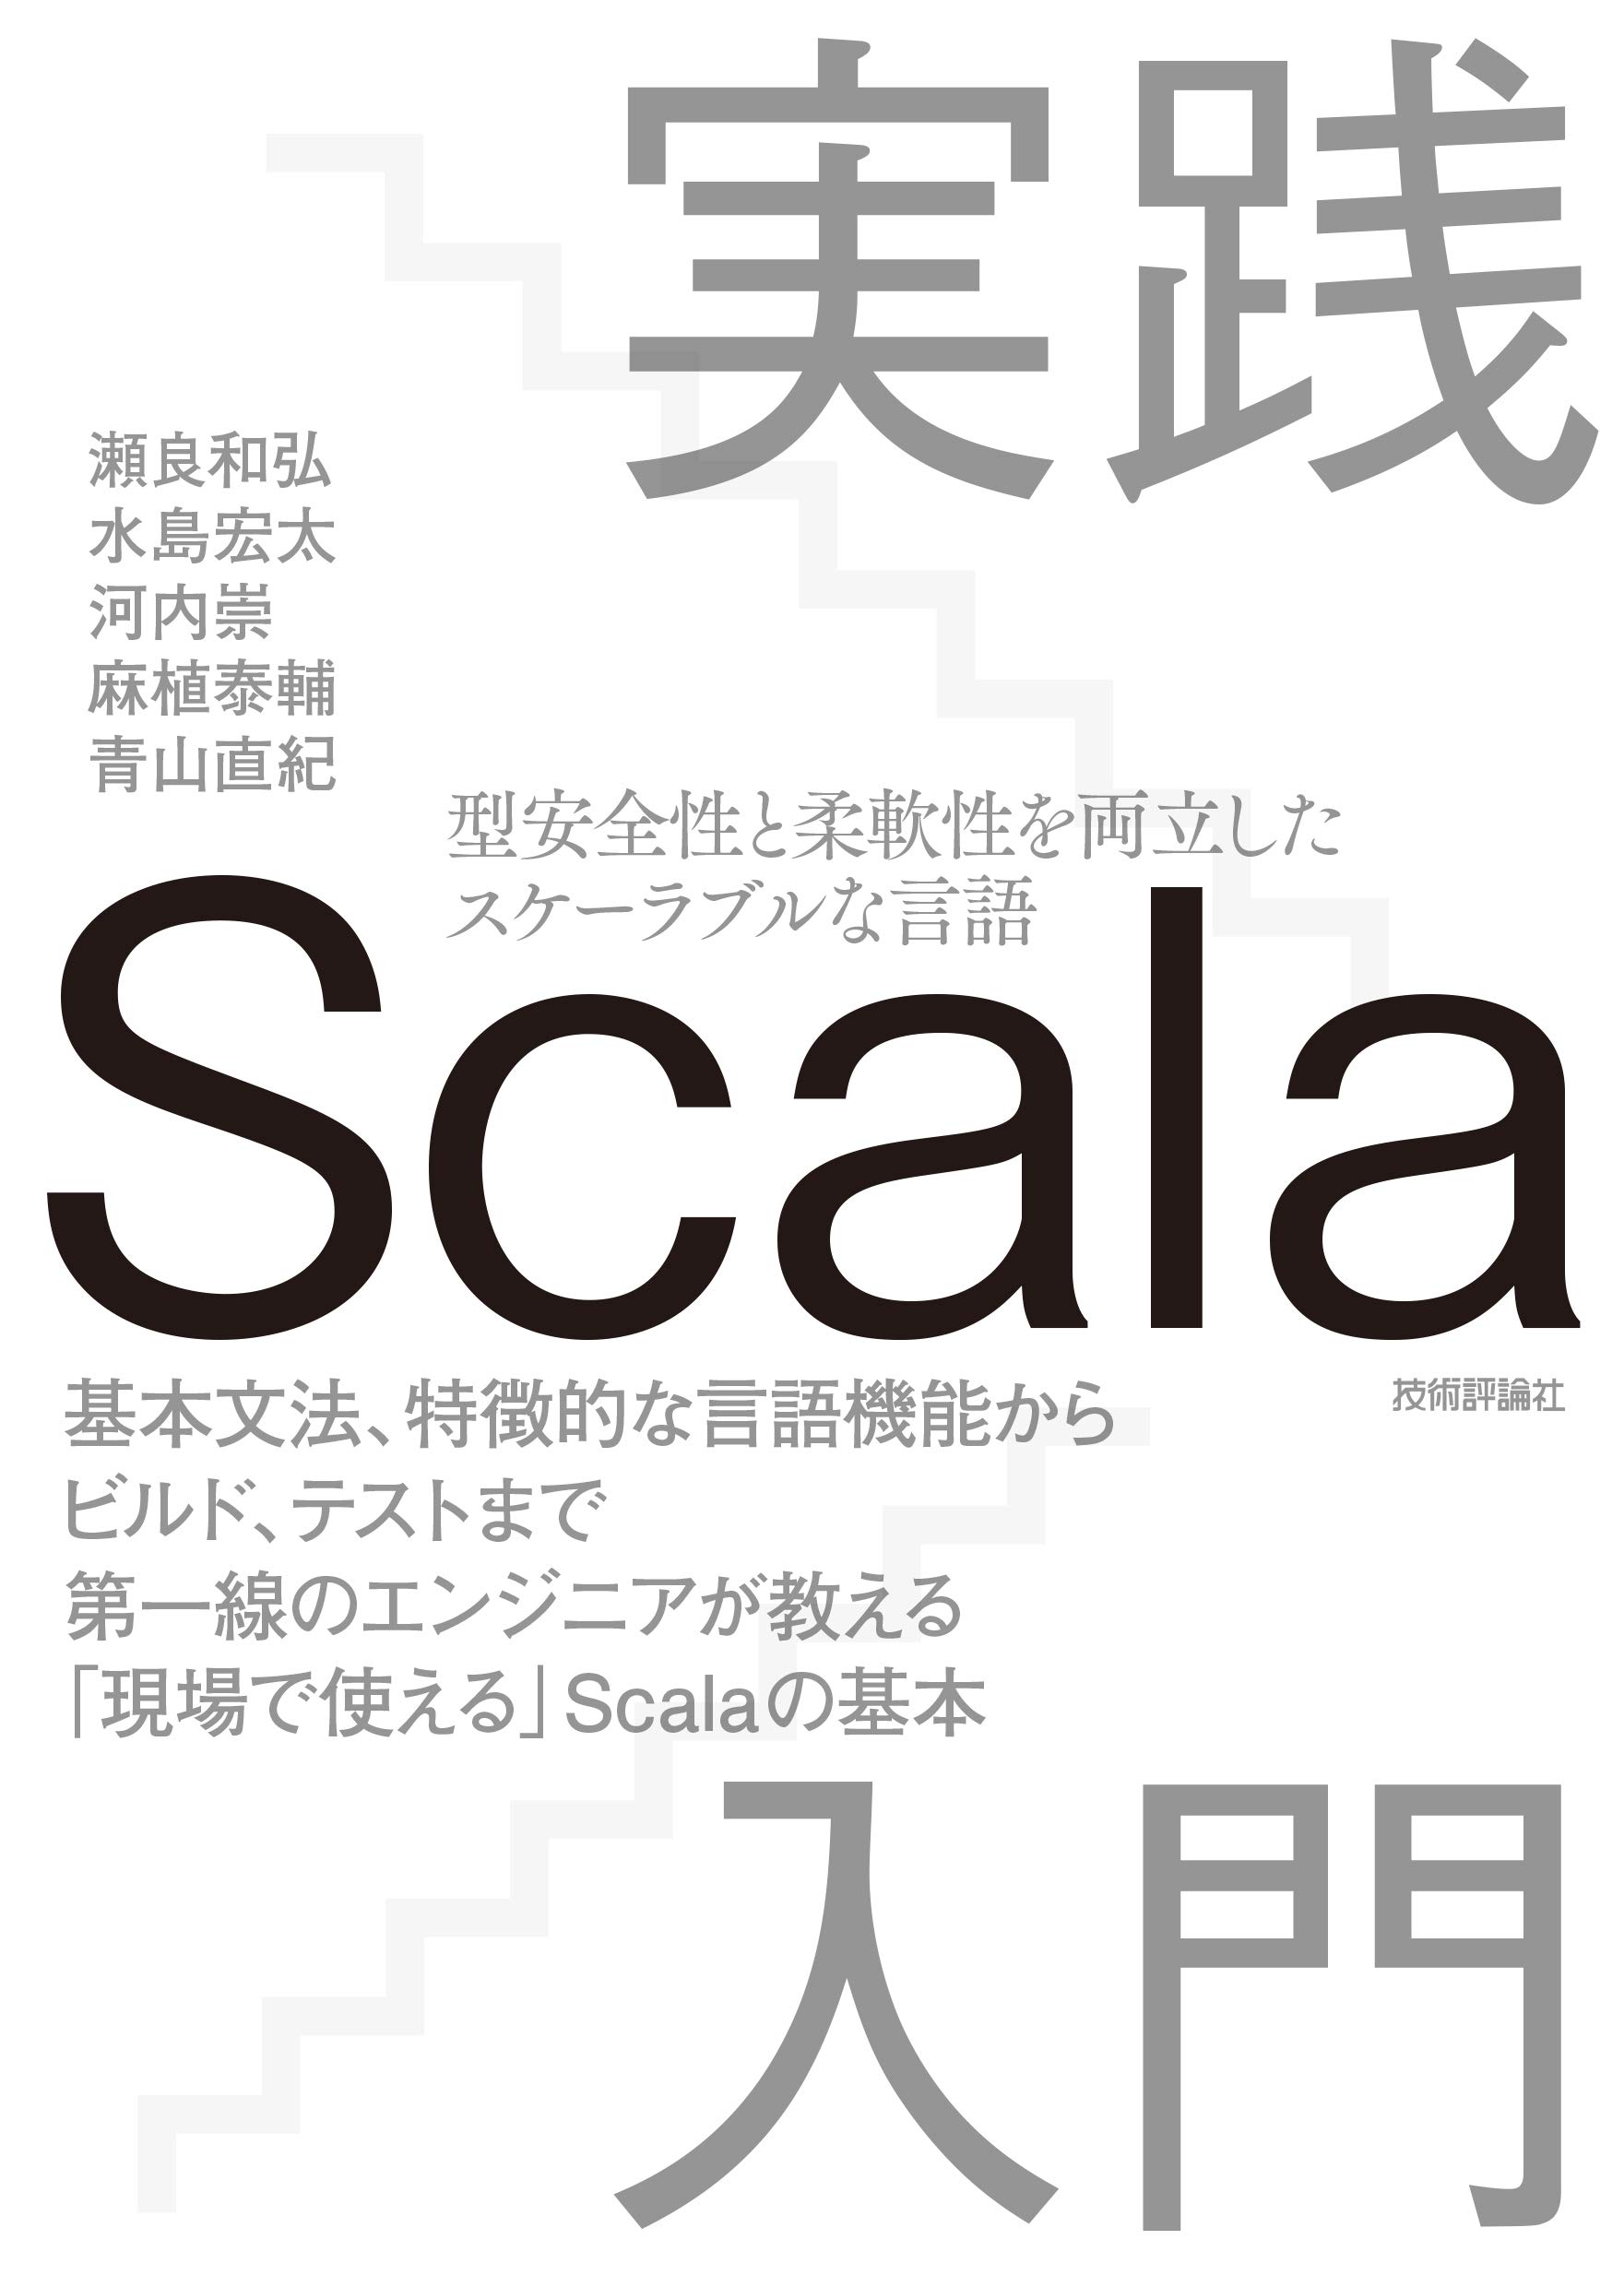 実践
瀬良和弘
水島宏太
河内崇
麻植泰輔
青山直紀
型安全性と柔軟性を両立した
スケーラブルな言語
Scala
基本文法、特徴的な言語機能から
ビルド、テストまで
第一線のエンジニアが教える
「現場で使える」Scalaの基本
技術評論社
入門